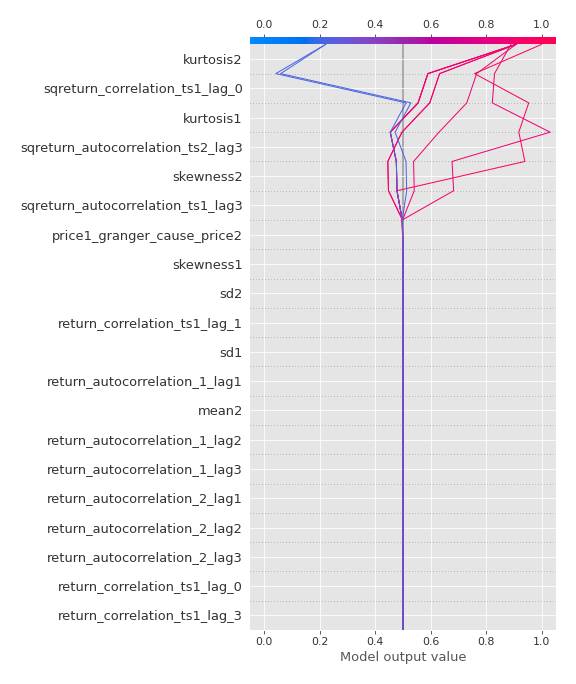 0.0 0.2 0.4 0.6 0.8 1.0
kurtosis2
sqreturn_correlation_ts1_lag_0
kurtosis1
sqreturn_autocorrelation_ts2_lag3
skewness2
sqreturn_autocorrelation_ts1_lag3
price1_granger_cause_price2
skewness1
sd2
return_correlation_ts1_lag_1
sd1
return_autocorrelation_1_lag1
mean2
return_autocorrelation_1_lag2
return_autocorrelation_1_lag3
return_autocorrelation_2_lag1
return_autocorrelation_2_lag2
return_autocorrelation_2_lag3
return_correlation_ts1_lag_0
return_correlation_ts1_lag_3
0.0 0.2 0.4 0.6 0.8 1.0
Model output value